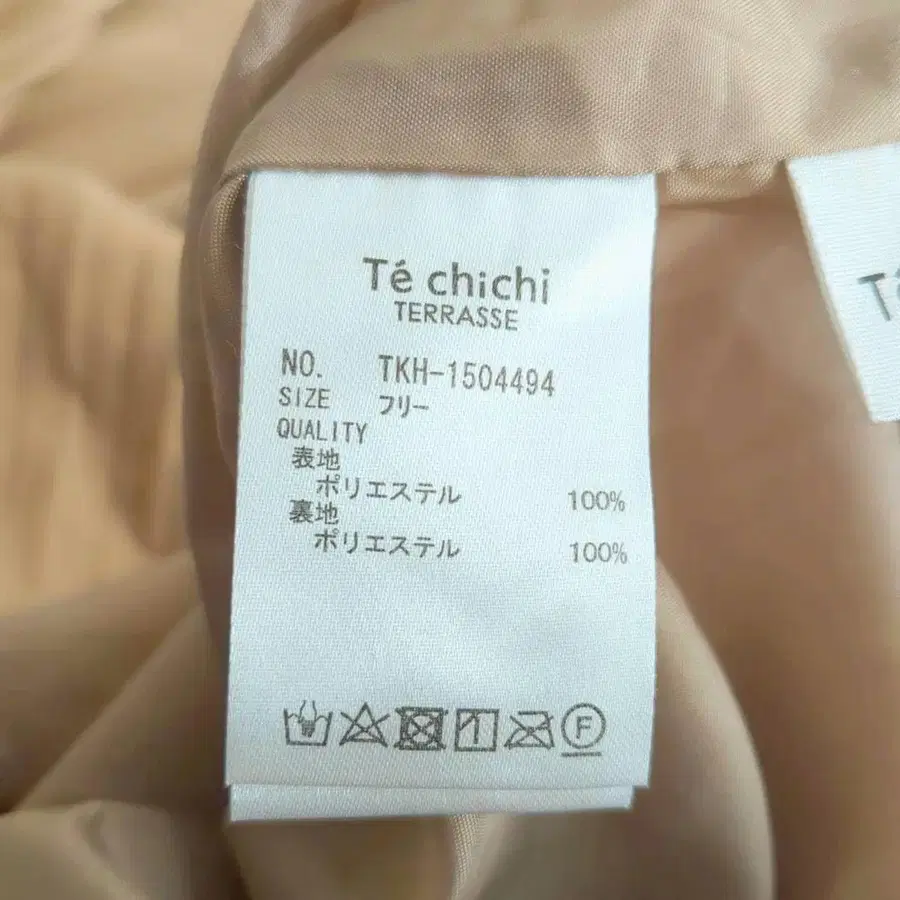 Té chichi
TERRASSE
NO. TKH-1504494
SIZE フリー
QUALITY
表地
ポリエステル 100%
裏地
ポリエステル 100%
F
Té